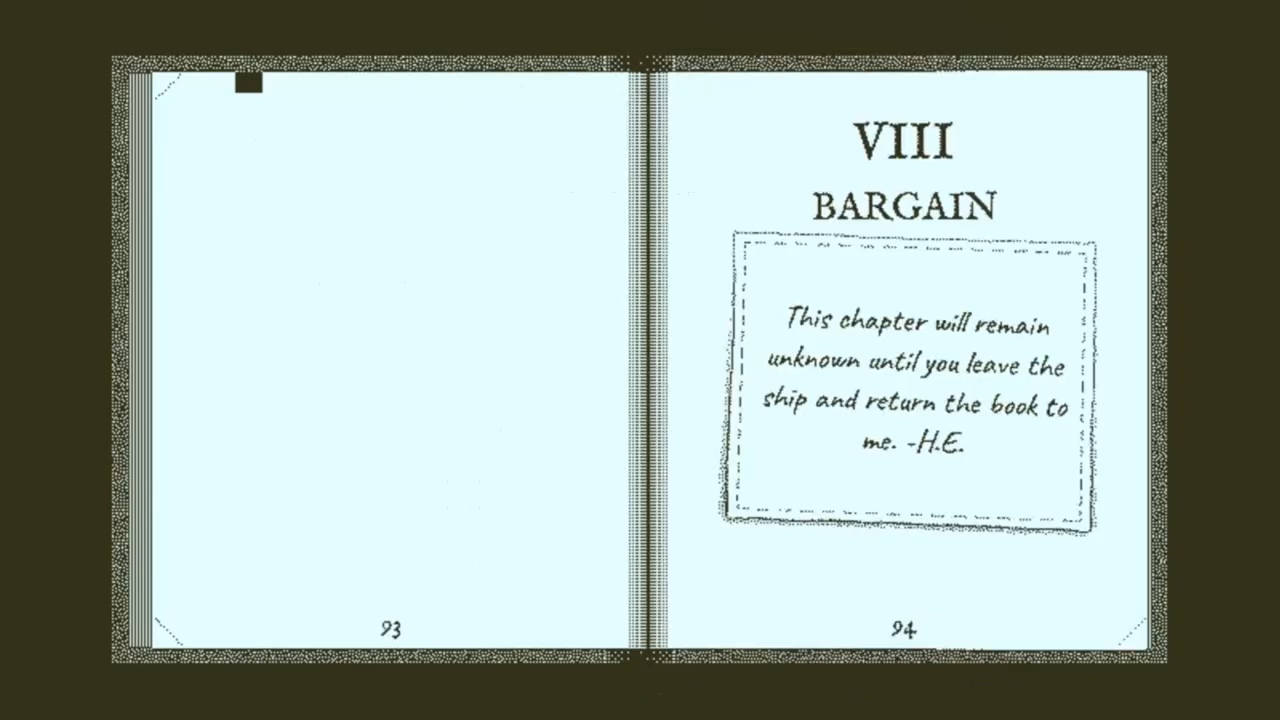 VIII
BARGAIN
This chapter will remain
unknown until you leave the
ship and return the book to
me. -H.E.
93
94